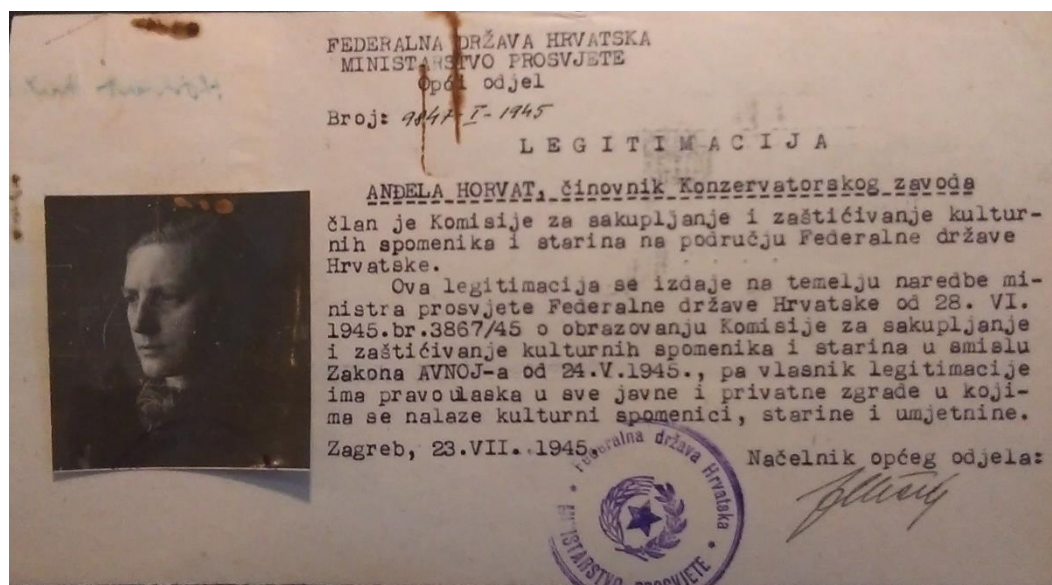 FEDERALNA DRŽAVA HRVATSKA
MINISTARSTVO PROSVJETE
Opći odjel
Broj: 9847-I-1945
LEGITIMACIJA
ANĐELA HORVAT, činovnik Konzervatorskog zavoda
član je Komisije za sakupljanje i zaštićivanje kultur-
nih spomenika i starina na području Federalne države
Hrvatske.
Ova legitimacija se izdaje na temelju naredbe mi-
nistra prosvjete Federalne države Hrvatske od 28. VI.
1945.br.3867/45 o obrazovanju Komisije za sakupljanje
i zaštićivanje kulturnih spomenika i starina u smislu
Zakona AVNOJ-a od 24.V.1945., pa vlasnik legitimacije
ima pravo ulaska u sve javne i privatne zgrade u koji-
ma se nalaze kulturni spomenici, starine i umjetnine.
Zagreb, 23.VII. 1945.
Načelnik općeg odjela:
Federalna država Hrvatska
MINISTARSTVO PROSVJETE